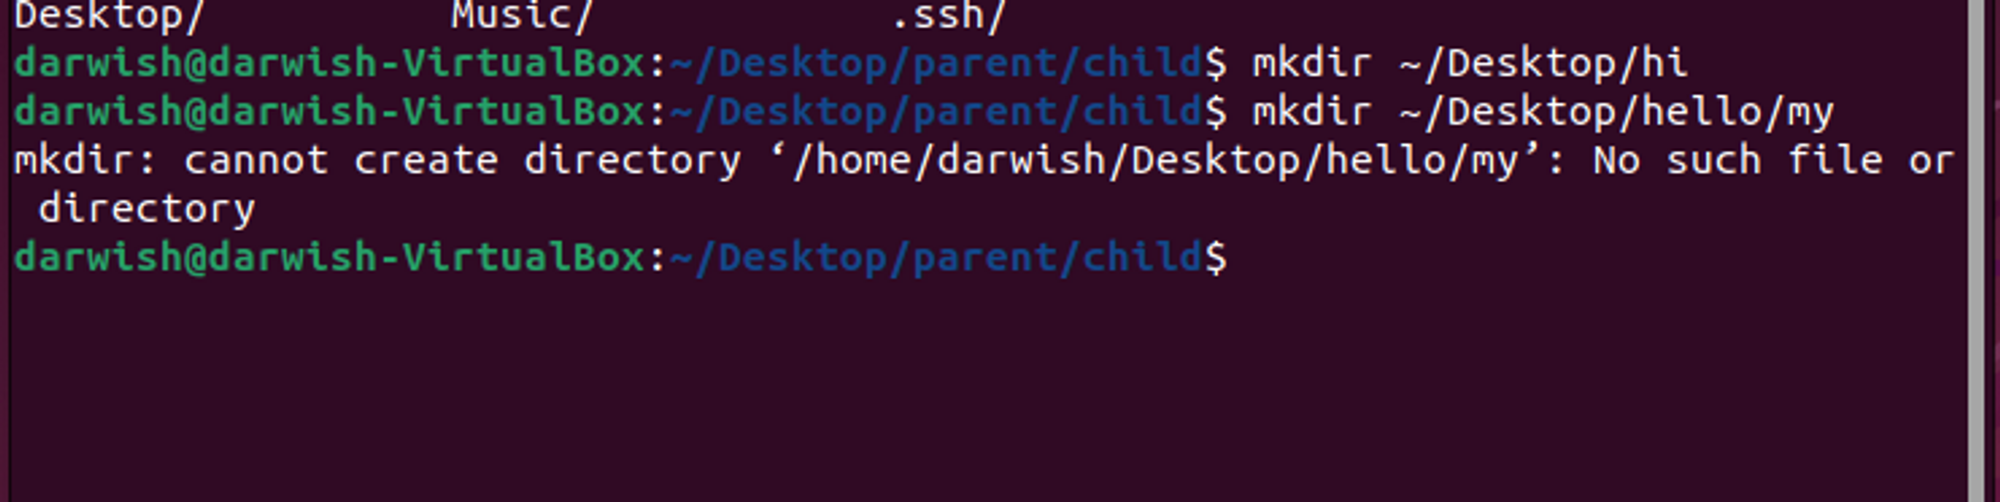 Desktop/ Music/ .ssh/
darwish@darwish-VirtualBox:~/Desktop/parent/child$ mkdir ~/Desktop/hi
darwish@darwish-VirtualBox:~/Desktop/parent/child$ mkdir ~/Desktop/hello/my
mkdir: cannot create directory ‘/home/darwish/Desktop/hello/my’: No such file or
directory
darwish@darwish-VirtualBox:~/Desktop/parent/child$